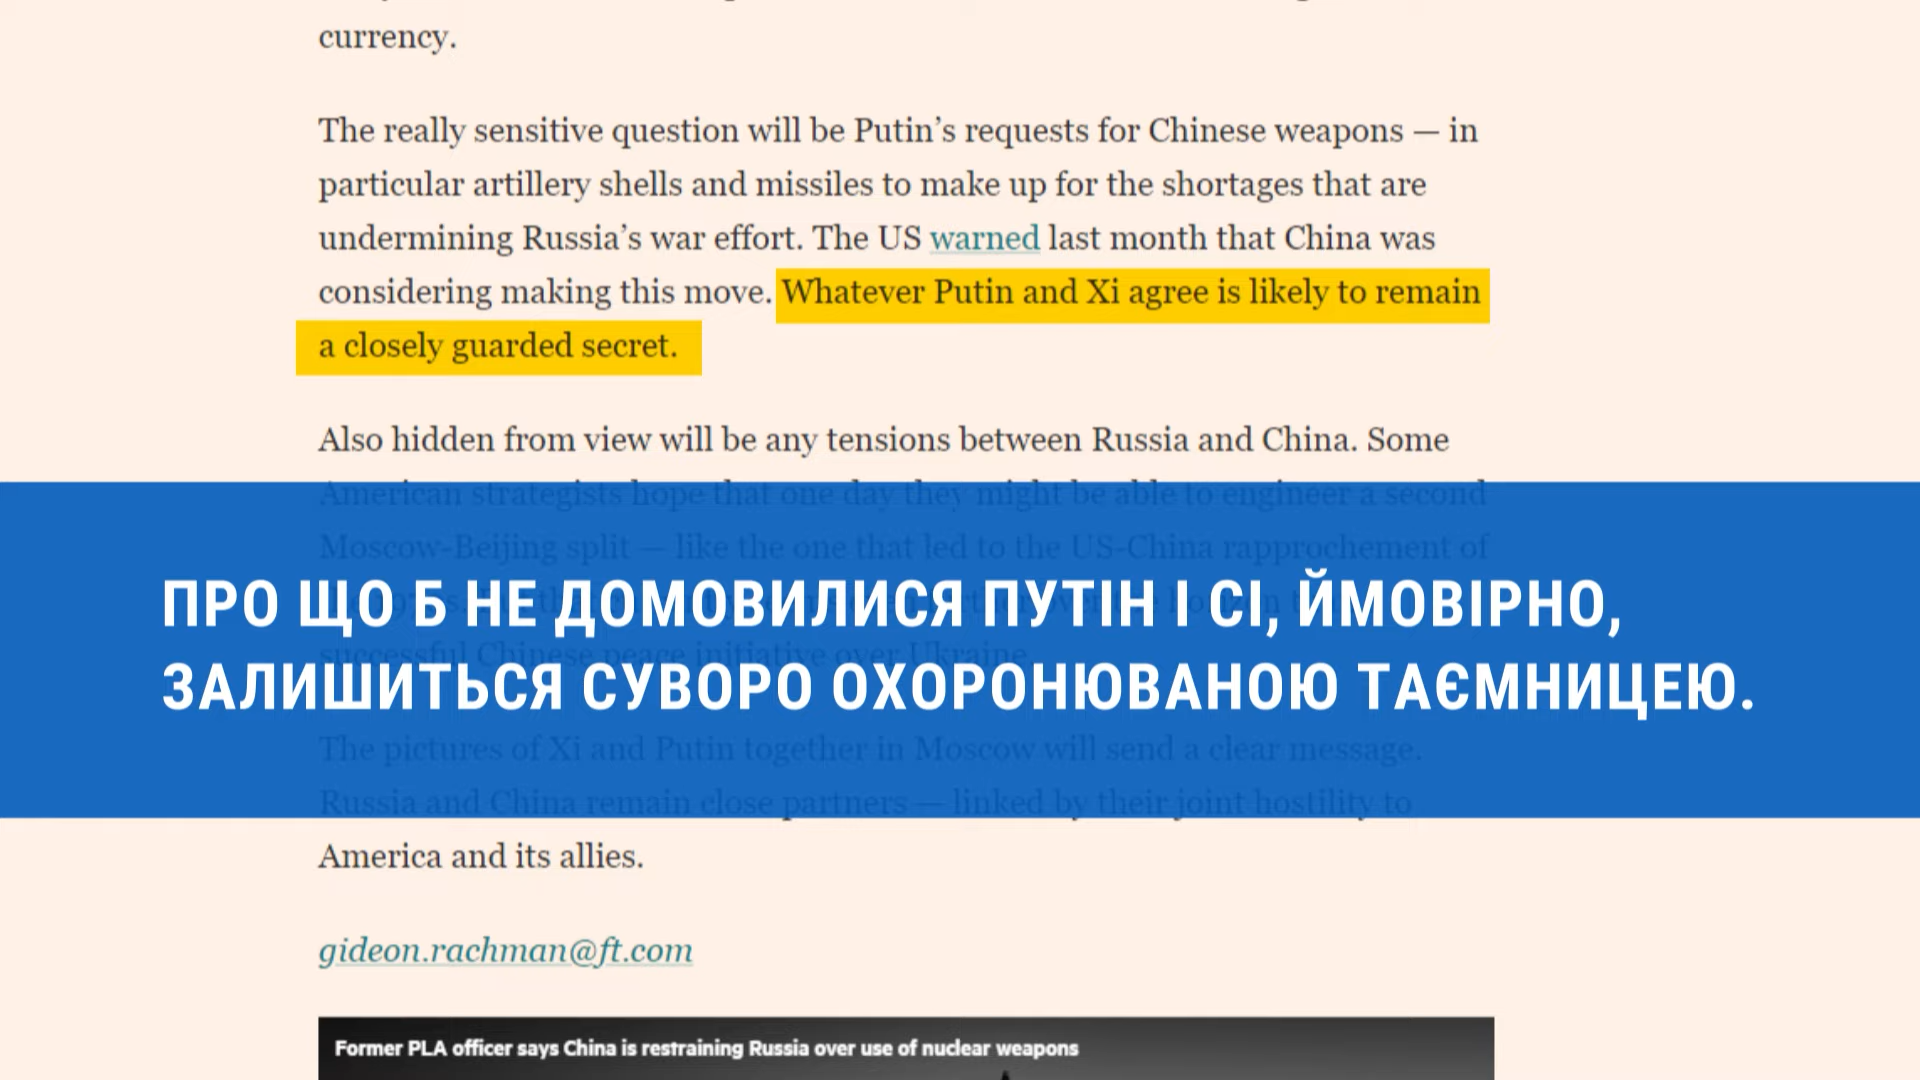 currency.
The really sensitive question will be Putin’s requests for Chinese weapons — in
particular artillery shells and missiles to make up for the shortages that are
undermining Russia’s war effort. The US warned last month that China was
considering making this move. Whatever Putin and Xi agree is likely to remain
a closely guarded secret.
Also hidden from view will be any tensions between Russia and China. Some
American strategists hope that one day they might be able to engineer a second
Moscow-Beijing split — like the one that led to the US-China rapprochement of
ПРО ЩО Б НЕ ДОМОВИЛИСЯ ПУТІН І СІ, ЙМОВІРНО,
successful Chinese peace initiative over Ukraine.
ЗАЛИШИТЬСЯ СУВОРО ОХОРОНЮВАНОЮ ТАЄМНИЦЕЮ.
The pictures of Xi and Putin together in Moscow will send a clear message.
Russia and China remain close partners — linked by their joint hostility to
America and its allies.
gideon.rachman@ft.com
Former PLA officer says China is restraining Russia over use of nuclear weapons